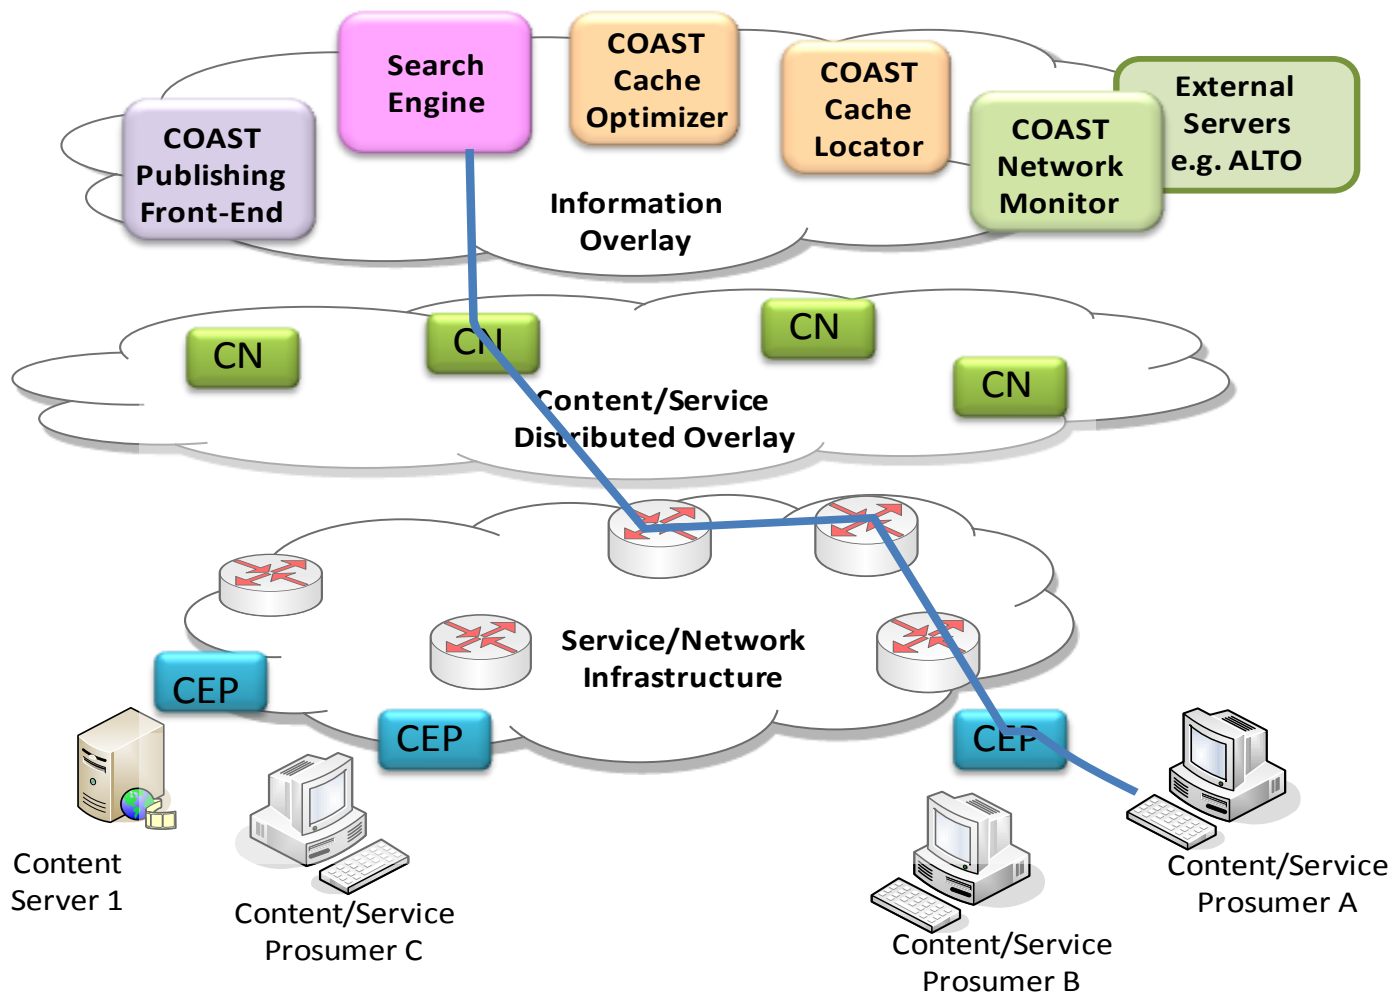 Search
Engine
COAST
Cache
Optimizer
COAST
Cache
Locator
External
Servers
e.g. ALTO
COAST
Publishing
Front-End
COAST
Network
Monitor
Information
Overlay
CN
CN
CN
CN
Content/Service
Distributed Overlay
Service/Network
Infrastructure
CEP
CEP
CEP
Content
Server 1
Content/Service
Prosumer C
Content/Service
Prosumer B
Content/Service
Prosumer A